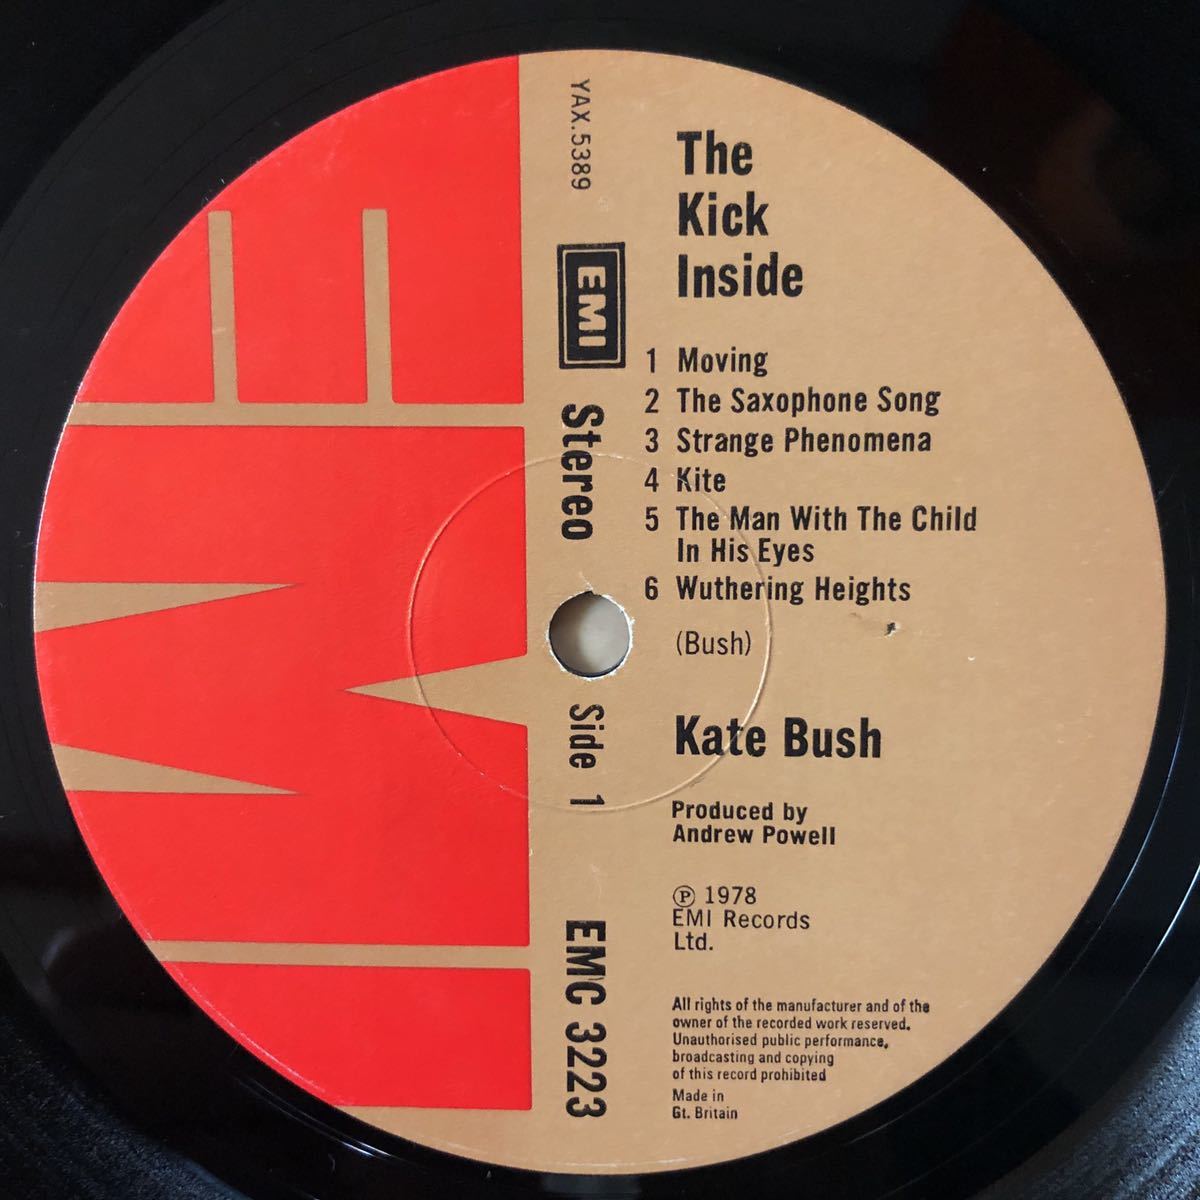 YAX.5389
EMI
Stereo
Side 1
EMC 3223
The
Kick
Inside
1 Moving
2 The Saxophone Song
3 Strange Phenomena
4 Kite
5 The Man With The Child
In His Eyes
6 Wuthering Heights
(Bush)
Kate Bush
Produced by
Andrew Powell
Ⓟ 1978
EMI Records
Ltd.
All rights of the manufacturer and of the
owner of the recorded work reserved.
Unauthorised public performance,
broadcasting and copying
of this record prohibited
Made in
Gt. Britain
EMI